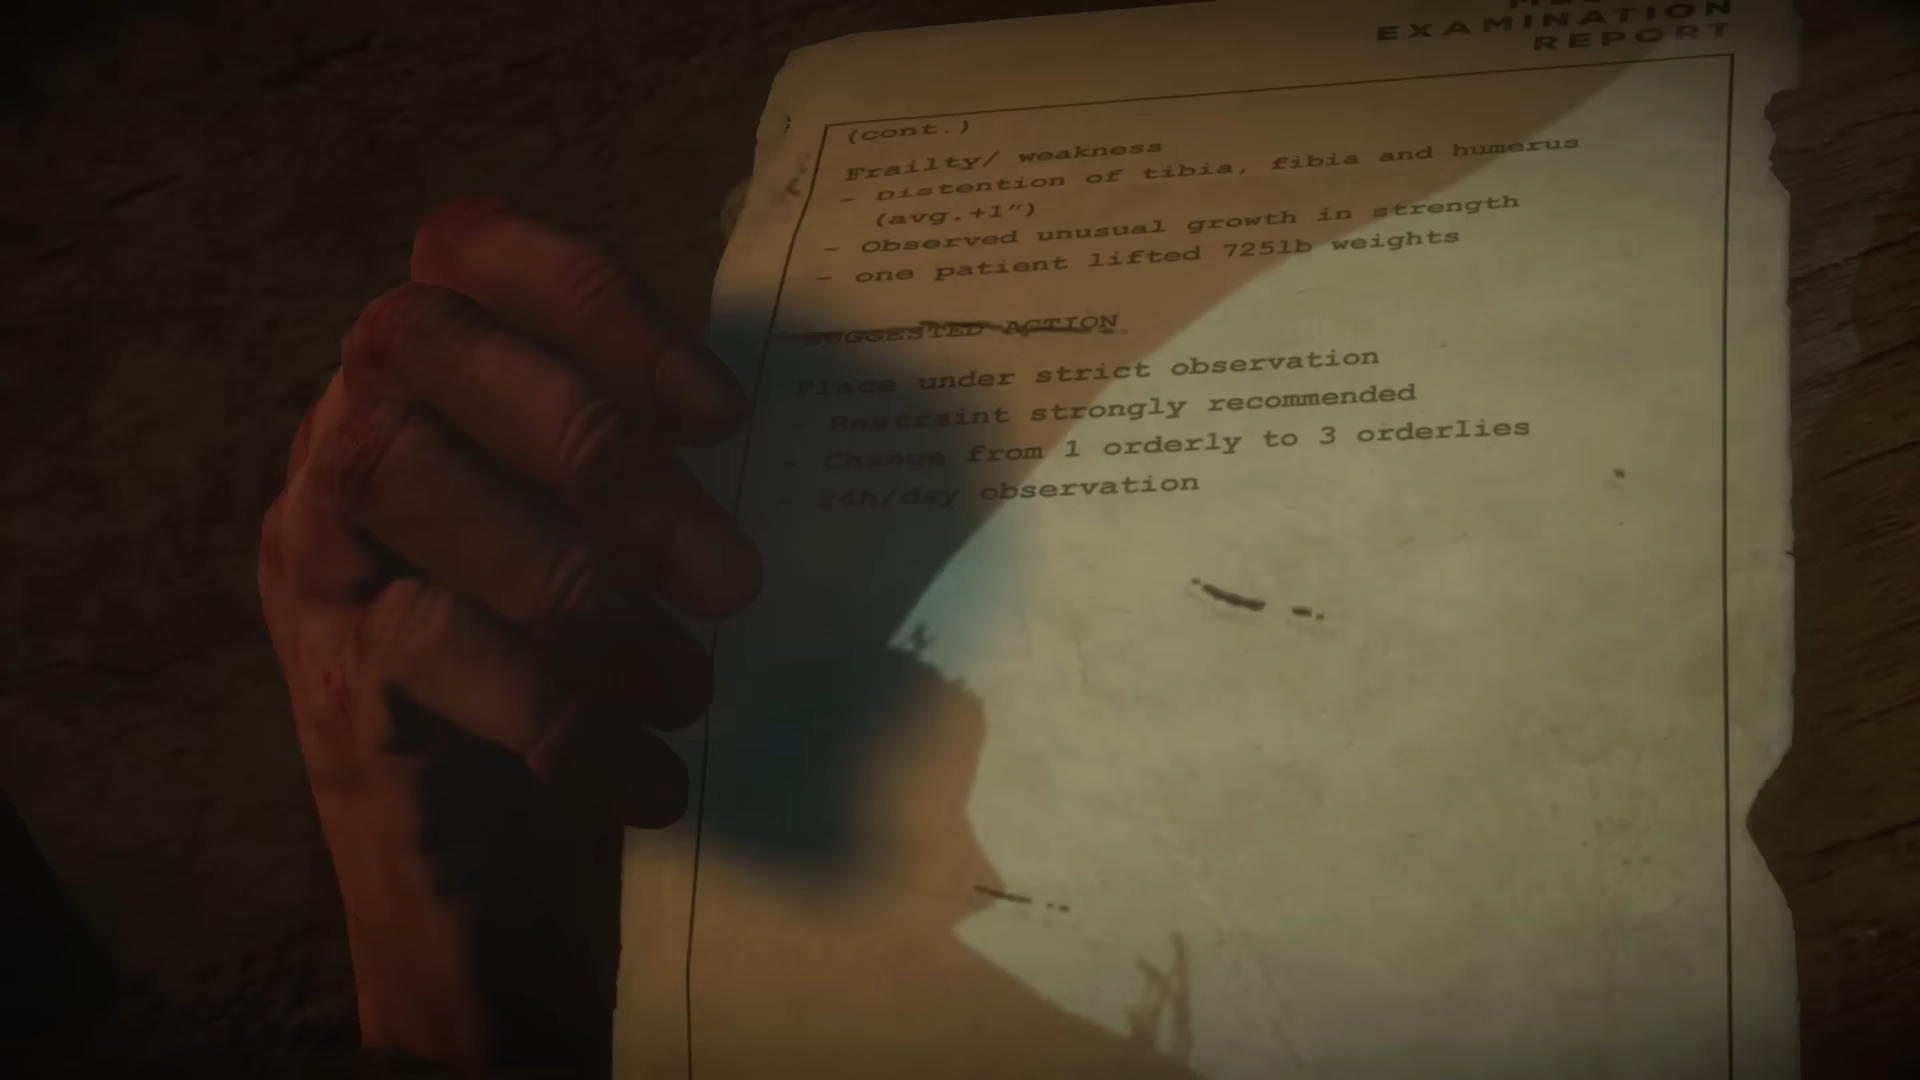 EXAMINATION
REPORT
(cont.)
Frailty/ weakness
- Distention of tibia, fibia and humerus
(avg.+1")
- Observed unusual growth in strength
- one patient lifted 725lb weights
SUGGESTED ACTION
Place under strict observation
- Restraint strongly recommended
- Change from 1 orderly to 3 orderlies
- 24h/day observation